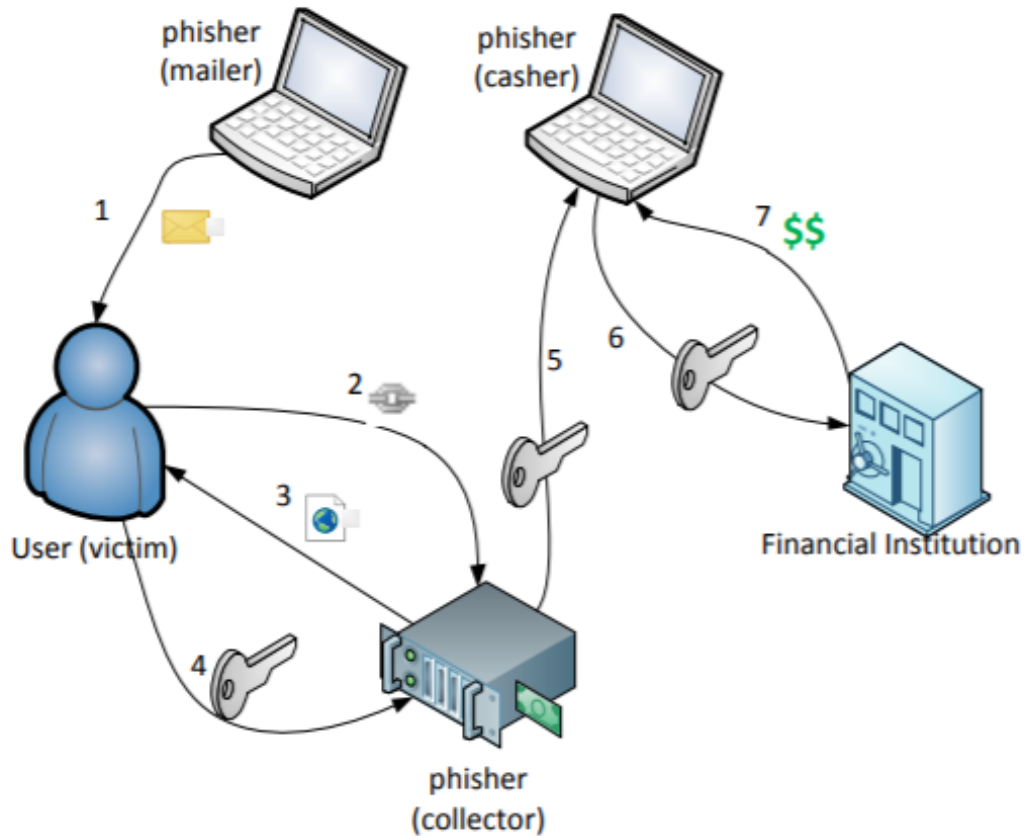 phisher
(mailer)
phisher
(casher)
1
7
$$
6
5
2
3
User (victim)
Financial Institution
4
phisher
(collector)